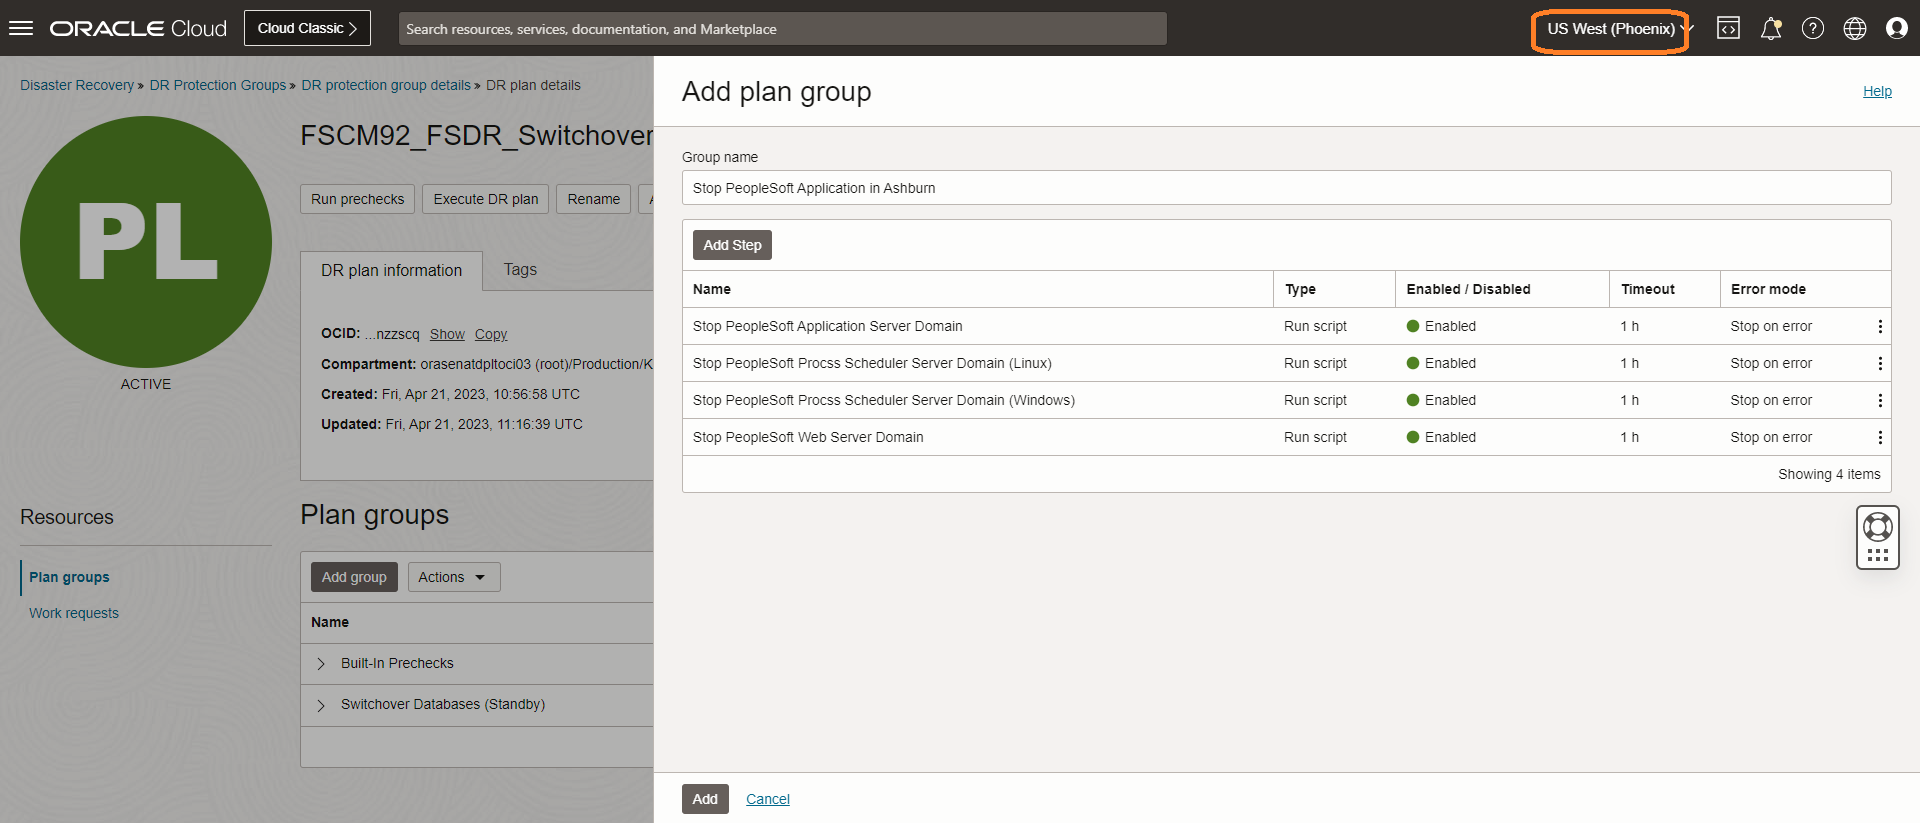 ORACLE Cloud
Cloud Classic
Search resources, services, documentation, and Marketplace
US West (Phoenix)
Disaster Recovery » DR Protection Groups » DR protection group details » DR plan details
PL
ACTIVE
FSCM92_FSDR_Switchover
Run prechecks
Execute DR plan
Rename
DR plan information
Tags
OCID: ...nzzscq Show Copy
Compartment: orasenatdpltoci03 (root)/Production/K
Created: Fri, Apr 21, 2023, 10:56:58 UTC
Updated: Fri, Apr 21, 2023, 11:16:39 UTC
Resources
Plan groups
Work requests
Plan groups
Add group
Actions
Name
Built-In Prechecks
Switchover Databases (Standby)
Add plan group
Help
Group name
Stop PeopleSoft Application in Ashburn
Add Step
Name Type Enabled / Disabled Timeout Error mode
Stop PeopleSoft Application Server Domain Run script Enabled 1 h Stop on error
Stop PeopleSoft Procss Scheduler Server Domain (Linux) Run script Enabled 1 h Stop on error
Stop PeopleSoft Procss Scheduler Server Domain (Windows) Run script Enabled 1 h Stop on error
Stop PeopleSoft Web Server Domain Run script Enabled 1 h Stop on error
Showing 4 items
Add
Cancel